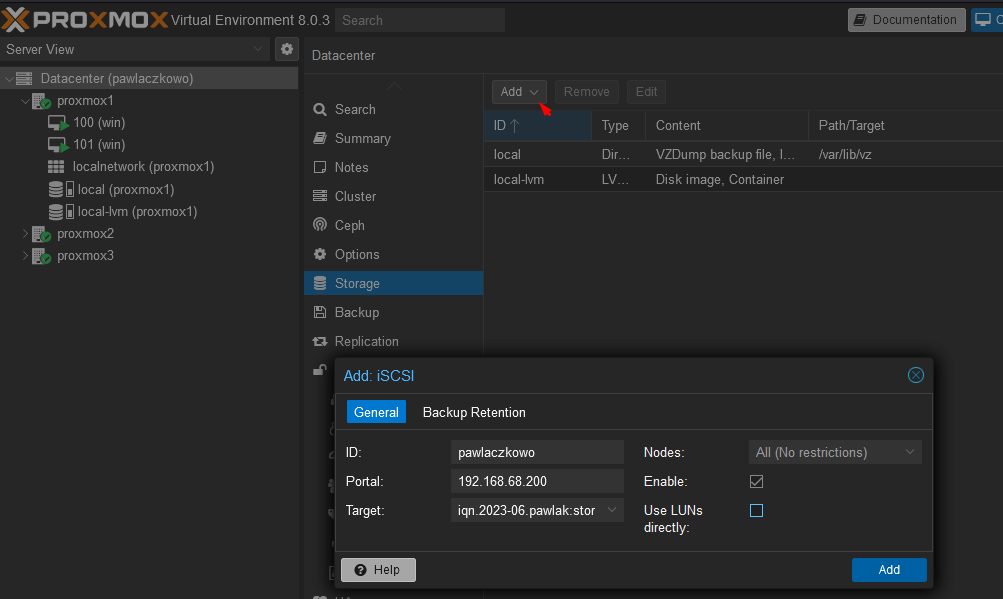 PROXMOX Virtual Environment 8.0.3 Search Documentation
Server View
Datacenter (pawlaczkowo)
proxmox1
100 (win)
101 (win)
localnetwork (proxmox1)
local (proxmox1)
local-lvm (proxmox1)
proxmox2
proxmox3
Datacenter
Search
Summary
Notes
Cluster
Ceph
Options
Storage
Backup
Replication
Add Remove Edit
ID Type Content Path/Target
local Dir... VZDump backup file, I... /var/lib/vz
local-lvm LV... Disk image, Container
Add: iSCSI
General Backup Retention
ID: pawlaczkowo
Portal: 192.168.68.200
Target: iqn.2023-06.pawlak:stor
Nodes: All (No restrictions)
Enable:
Use LUNs
directly:
Help Add